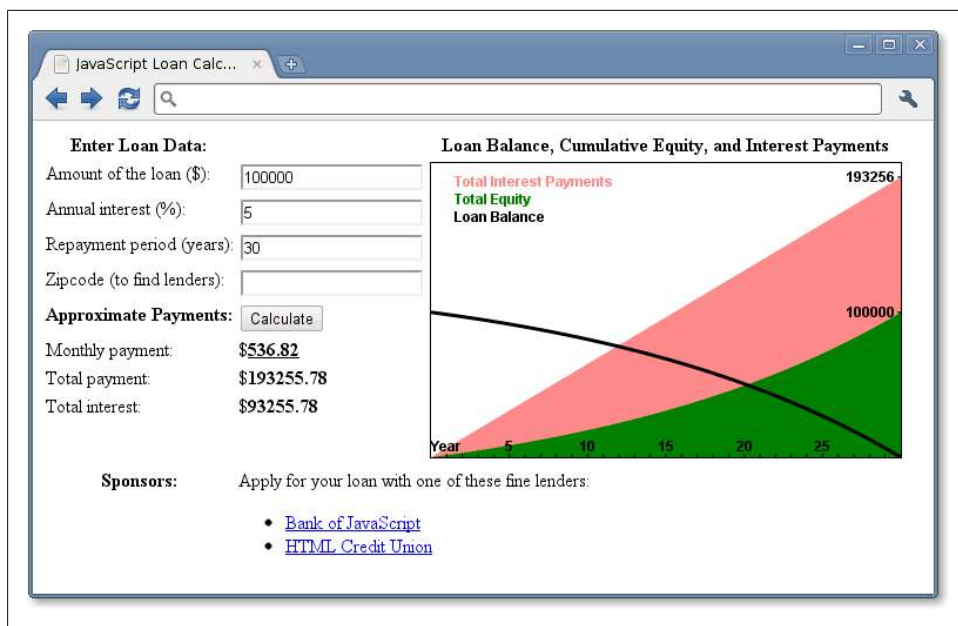 JavaScript Loan Calc...
Enter Loan Data:
Amount of the loan ($): 100000
Annual interest (%): 5
Repayment period (years): 30
Zipcode (to find lenders):
Approximate Payments: Calculate
Monthly payment: $536.82
Total payment: $193255.78
Total interest: $93255.78
Loan Balance, Cumulative Equity, and Interest Payments
Total Interest Payments
Total Equity
Loan Balance
193256
100000
Year 5 10 15 20 25
Sponsors: Apply for your loan with one of these fine lenders:
• Bank of JavaScript
• HTML Credit Union